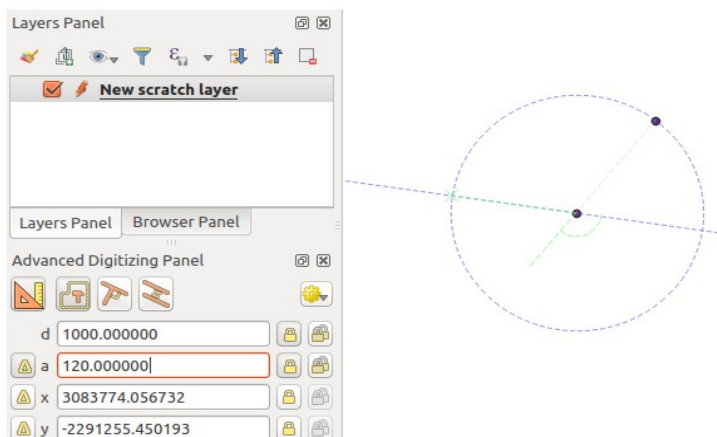 Layers Panel
New scratch layer
Layers Panel Browser Panel
Advanced Digitizing Panel
d 1000.000000
a 120.000000
x 3083774.056732
y -2291255.450193